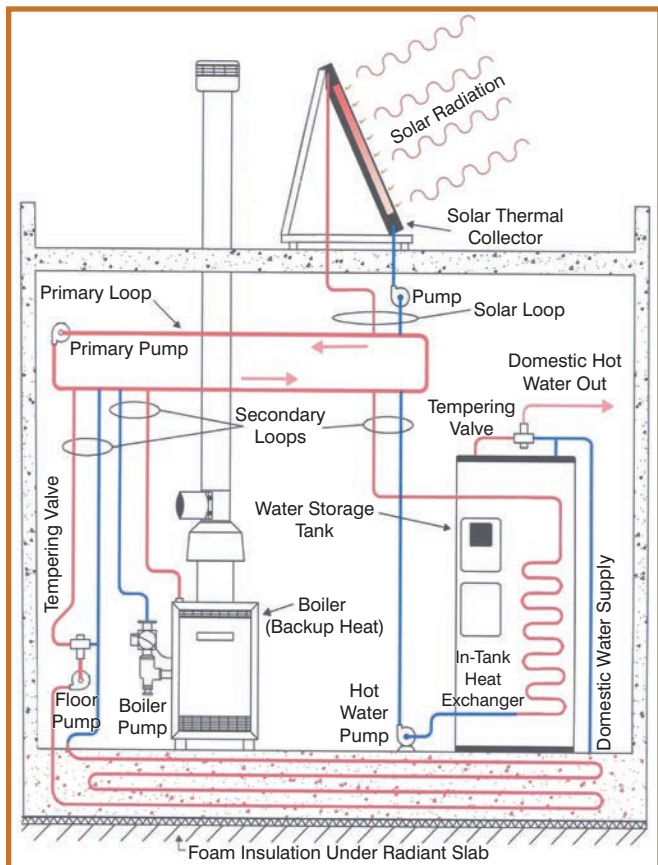 Solar Radiation
Solar Thermal
Collector
Primary Loop
Pump
Solar Loop
Primary Pump
Domestic Hot
Water Out
Secondary
Loops
Tempering
Valve
Tempering Valve
Water Storage
Tank
Boiler
(Backup Heat)
Domestic Water Supply
In-Tank
Heat
Exchanger
Floor
Pump
Boiler
Pump
Hot
Water
Pump
Foam Insulation Under Radiant Slab